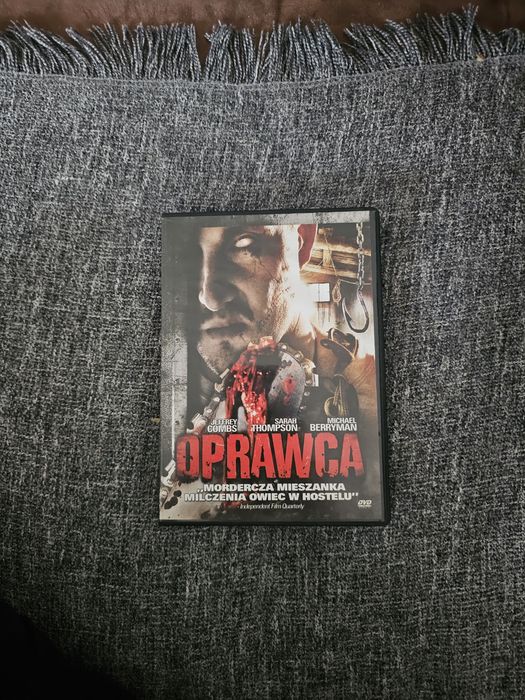 JEFFREY COMBS
SARAH THOMPSON
MICHAEL BERRYMAN
OPRAWCA
„MORDERCZA MIESZANKA
MILCZENIA OWIEC W HOSTELU"
Independent Film Quarterly
DVD